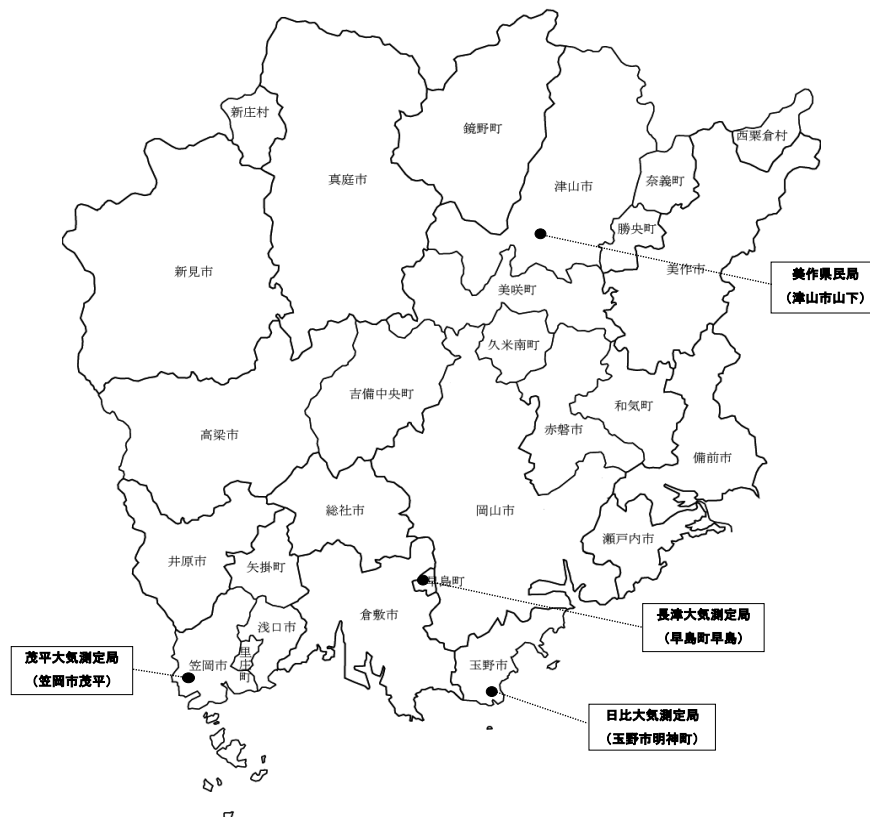 新庄村
鏡野町
西粟倉村
真庭市
津山市
奈義町
勝央町
新見市
美作市
美作県民局
（津山市山下）
美咲町
久米南町
吉備中央町
和気町
高梁市
赤磐市
備前市
総社市
岡山市
瀬戸内市
井原市
矢掛町
早島町
長津大気測定局
（早島町早島）
倉敷市
浅口市
里庄町
茂平大気測定局
（笠岡市茂平）
笠岡市
玉野市
日比大気測定局
（玉野市明神町）